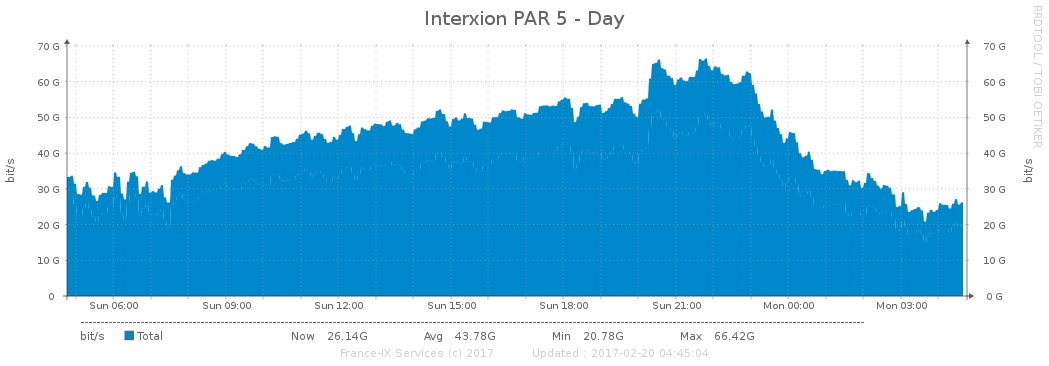 Interxion PAR 5 - Day
RRDTOOL / TOBI OETIKER
bit/s
70 G 70 G
60 G 60 G
50 G 50 G
40 G 40 G
30 G 30 G
20 G 20 G
10 G 10 G
0 0 G
bit/s
Sun 06:00 Sun 09:00 Sun 12:00 Sun 15:00 Sun 18:00 Sun 21:00 Mon 00:00 Mon 03:00
bit/s Total Now 26.14G Avg 43.78G Min 20.78G Max 66.42G
France-IX Services (c) 2017 Updated : 2017-02-20 04:45:04